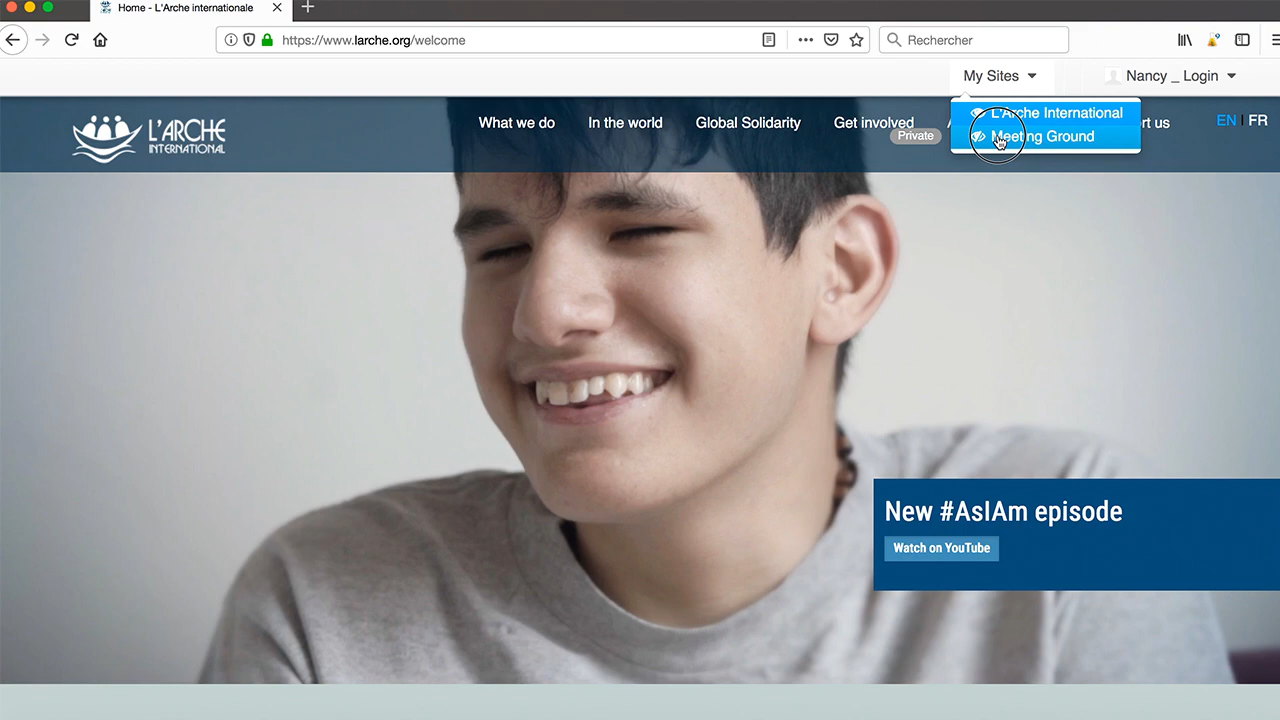 Home - L'Arche internationale
https://www.larche.org/welcome
Rechercher
My Sites
Nancy _ Login
L'Arche International
Meeting Ground
Private
L'ARCHE
INTERNATIONAL
What we do
In the world
Global Solidarity
Get involved
rt us
EN | FR
New #AsIAm episode
Watch on YouTube